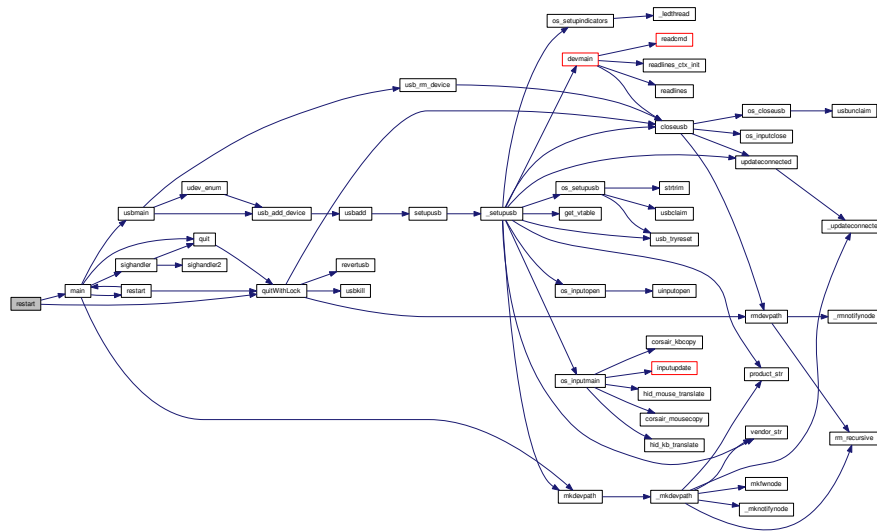 os_setupindicators
_ledthread
readcmd
devmain
readlines_ctx_init
usb_rm_device
readlines
os_closeusb
usbunclaim
closeusb
os_inputclose
updateconnected
udev_enum
os_setupusb
strtrim
usbmain
usb_add_device
usbadd
setupusb
_setupusb
get_vtable
usbclaim
_updateconnected
quit
usb_tryreset
sighandler
sighandler2
revertusb
main
restart
quitWithLock
usbkill
os_inputopen
uinputopen
restart
rmdevpath
_rmnotifynode
corsair_kbcopy
inputupdate
product_str
os_inputmain
hid_mouse_translate
corsair_mousecopy
vendor_str
rm_recursive
hid_kb_translate
mkfwnode
mkdevpath
_mkdevpath
_mknotifynode